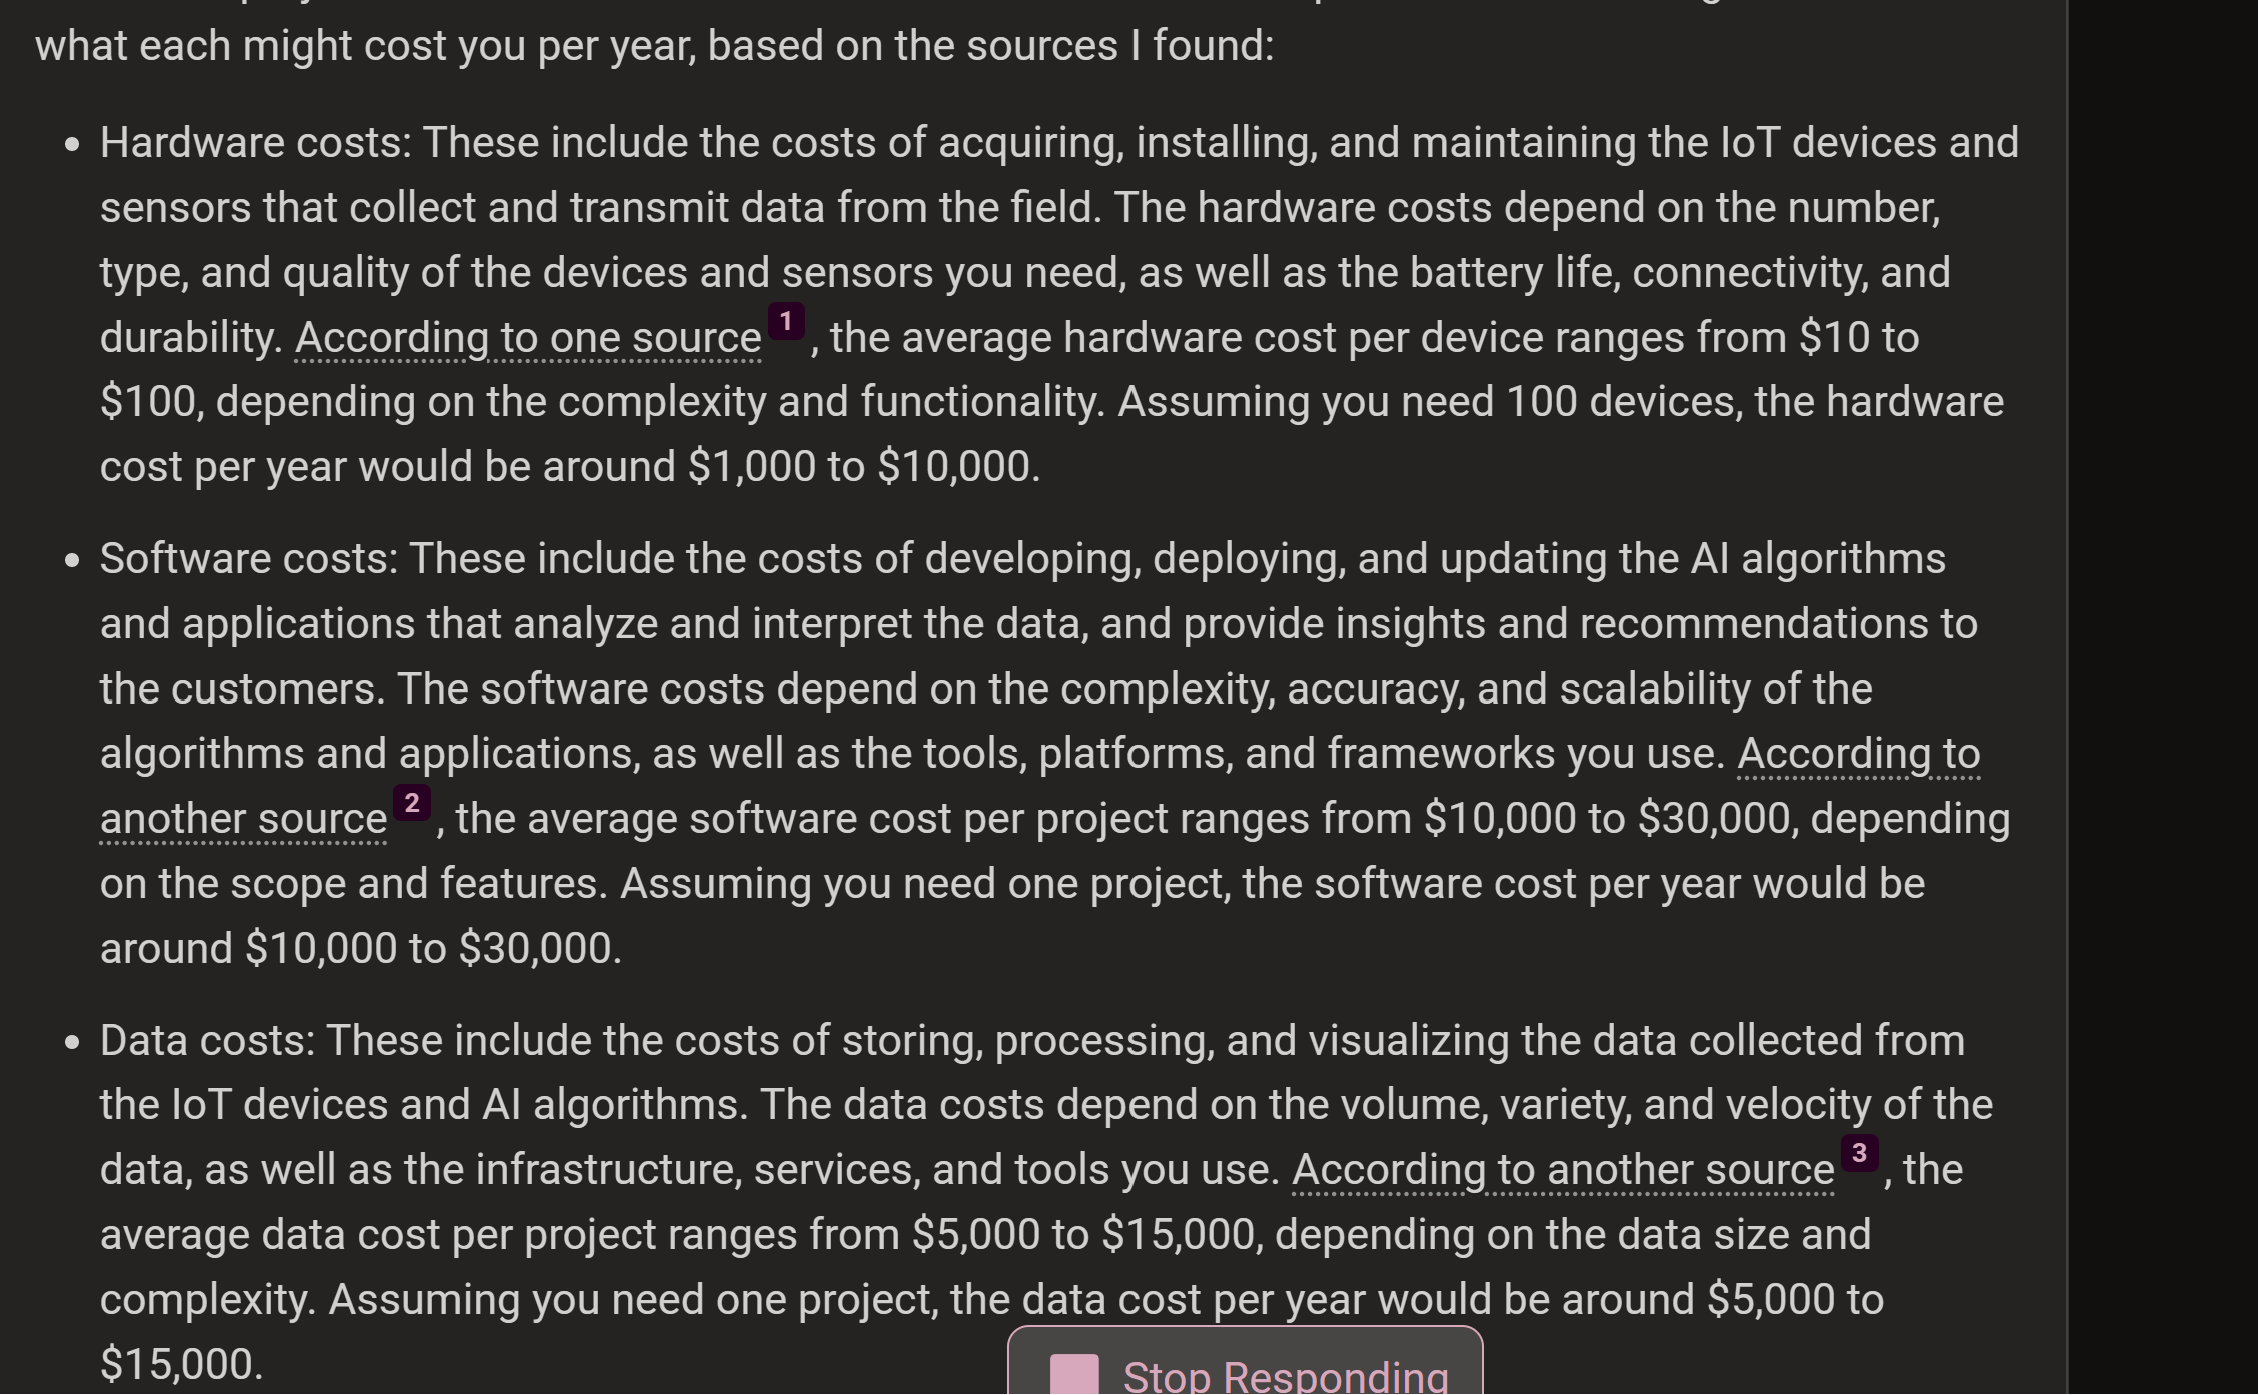 what each might cost you per year, based on the sources I found:
• Hardware costs: These include the costs of acquiring, installing, and maintaining the IoT devices and
sensors that collect and transmit data from the field. The hardware costs depend on the number,
type, and quality of the devices and sensors you need, as well as the battery life, connectivity, and
durability. According to one source 1 , the average hardware cost per device ranges from $10 to
$100, depending on the complexity and functionality. Assuming you need 100 devices, the hardware
cost per year would be around $1,000 to $10,000.
• Software costs: These include the costs of developing, deploying, and updating the AI algorithms
and applications that analyze and interpret the data, and provide insights and recommendations to
the customers. The software costs depend on the complexity, accuracy, and scalability of the
algorithms and applications, as well as the tools, platforms, and frameworks you use. According to
another source 2 , the average software cost per project ranges from $10,000 to $30,000, depending
on the scope and features. Assuming you need one project, the software cost per year would be
around $10,000 to $30,000.
• Data costs: These include the costs of storing, processing, and visualizing the data collected from
the IoT devices and AI algorithms. The data costs depend on the volume, variety, and velocity of the
data, as well as the infrastructure, services, and tools you use. According to another source 3 , the
average data cost per project ranges from $5,000 to $15,000, depending on the data size and
complexity. Assuming you need one project, the data cost per year would be around $5,000 to
$15,000.
Stop Responding